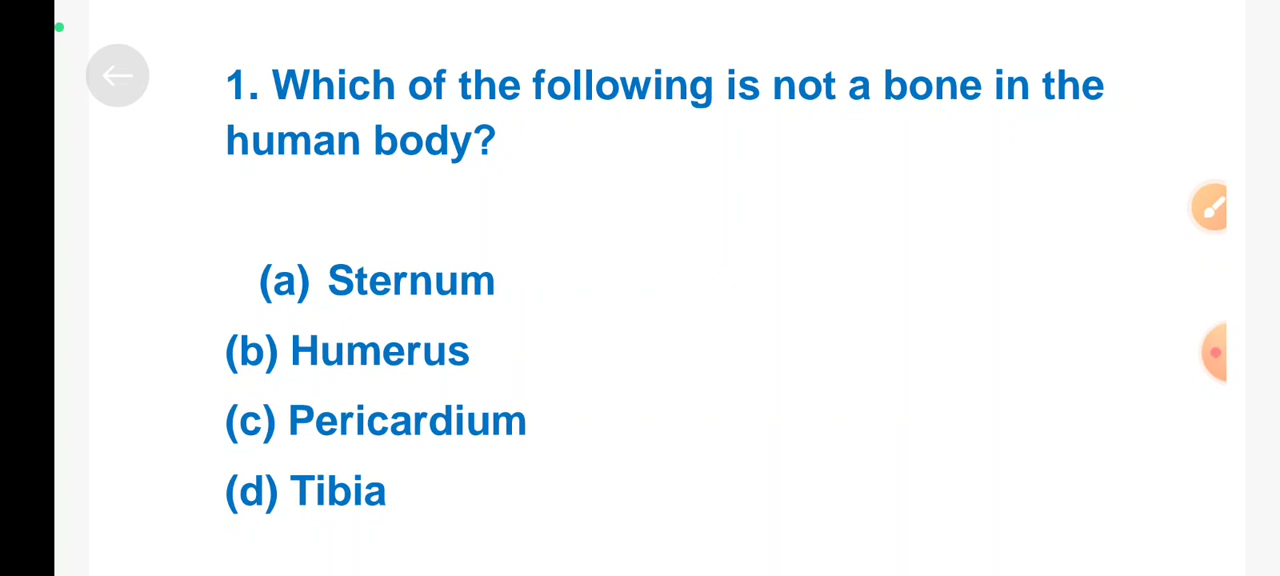 1. Which of the following is not a bone in the
human body?
(a) Sternum
(b) Humerus
(c) Pericardium
(d) Tibia